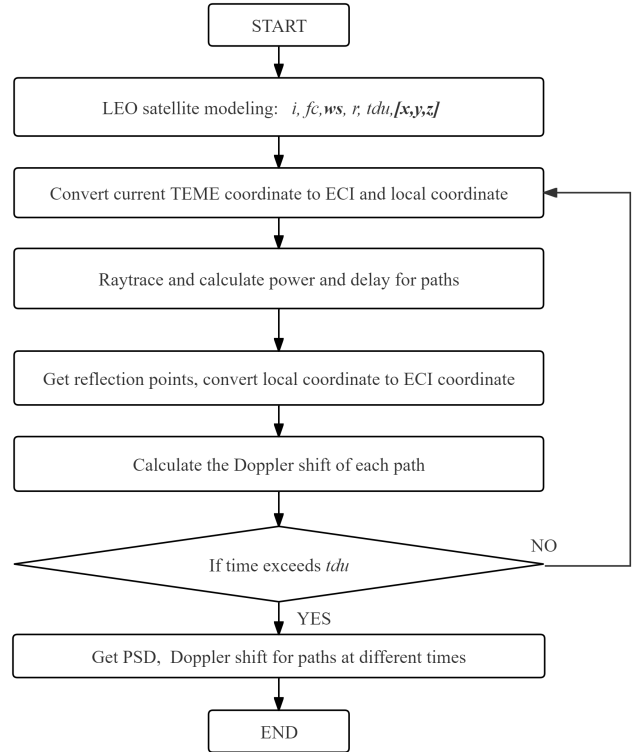 START
LEO satellite modeling: i, fc,ws, r, tdu,[x,y,z]
Convert current TEME coordinate to ECI and local coordinate
Raytrace and calculate power and delay for paths
Get reflection points, convert local coordinate to ECI coordinate
Calculate the Doppler shift of each path
If time exceeds tdu
NO
YES
Get PSD, Doppler shift for paths at different times
END